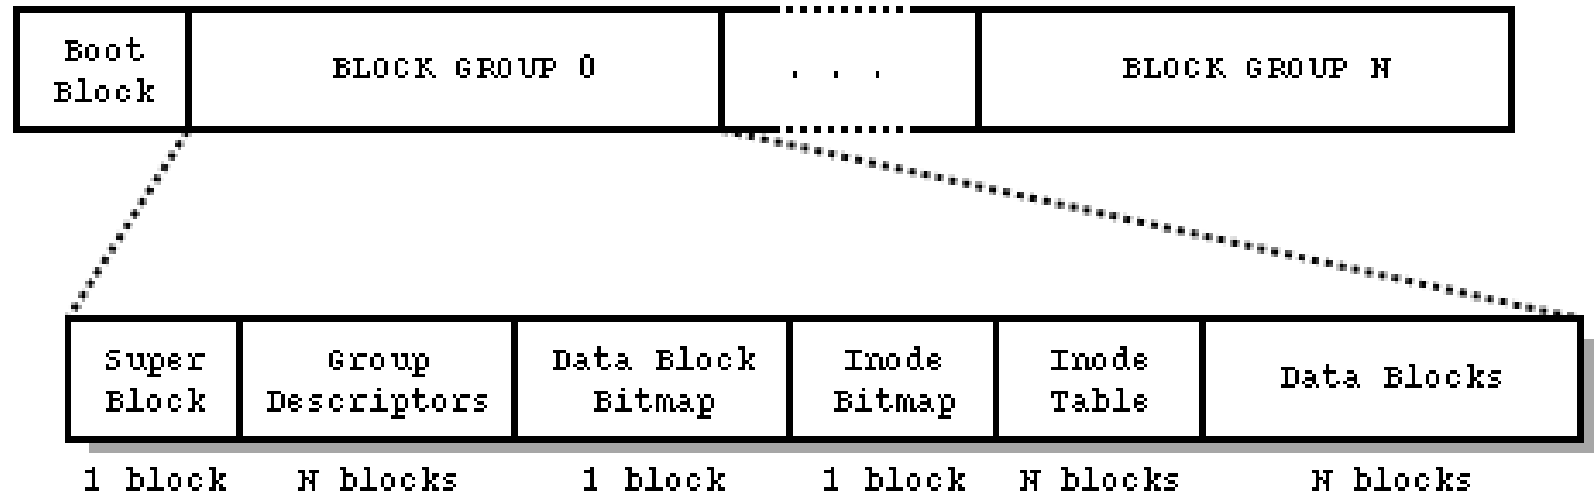 Boot
Block
BLOCK GROUP 0
. . .
BLOCK GROUP N
Super
Block
Group
Descriptors
Data Block
Bitmap
Inode
Bitmap
Inode
Table
Data Blocks
1 block
N blocks
1 block
1 block
N blocks
N blocks